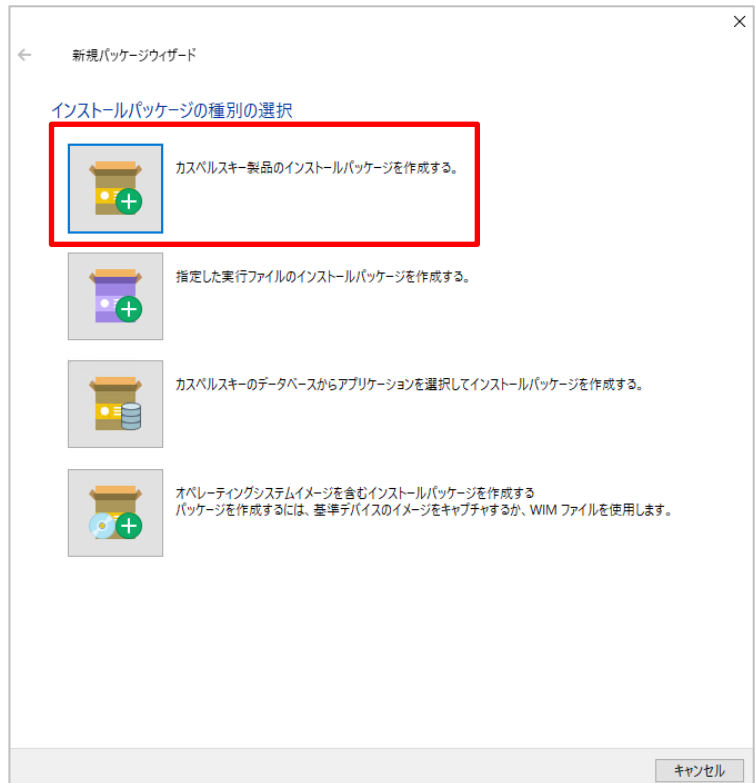 新規パッケージウィザード
インストールパッケージの種別の選択
カスペルスキー製品のインストールパッケージを作成する。
指定した実行ファイルのインストールパッケージを作成する。
カスペルスキーのデータベースからアプリケーションを選択してインストールパッケージを作成する。
オペレーティングシステムイメージを含むインストールパッケージを作成する
パッケージを作成するには、基準デバイスのイメージをキャプチャするか、WIM ファイルを使用します。
キャンセル